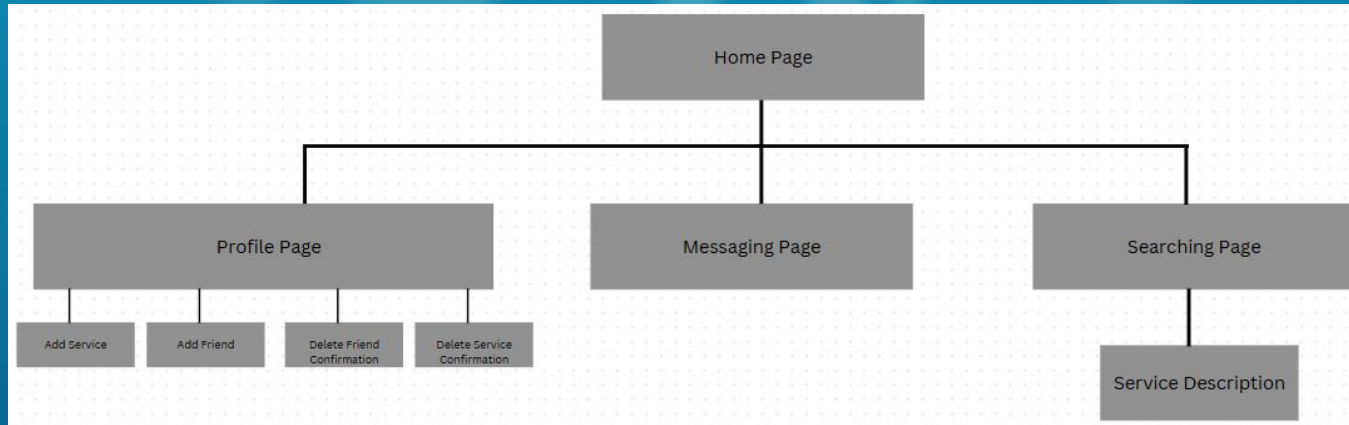 Home Page
Profile Page
Messaging Page
Searching Page
Add Service
Add Friend
Delete Friend
Confirmation
Delete Service
Confirmation
Service Description